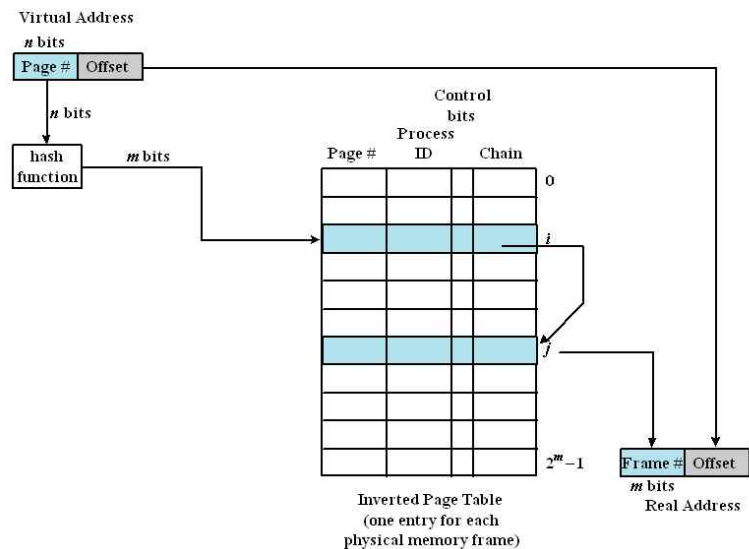 Virtual Address
n bits
Page # Offset
n bits
hash
function
m bits
Control
bits
Process
Page # ID Chain
0
i
j
2^m − 1
Frame # Offset
m bits
Real Address
Inverted Page Table
(one entry for each
physical memory frame)